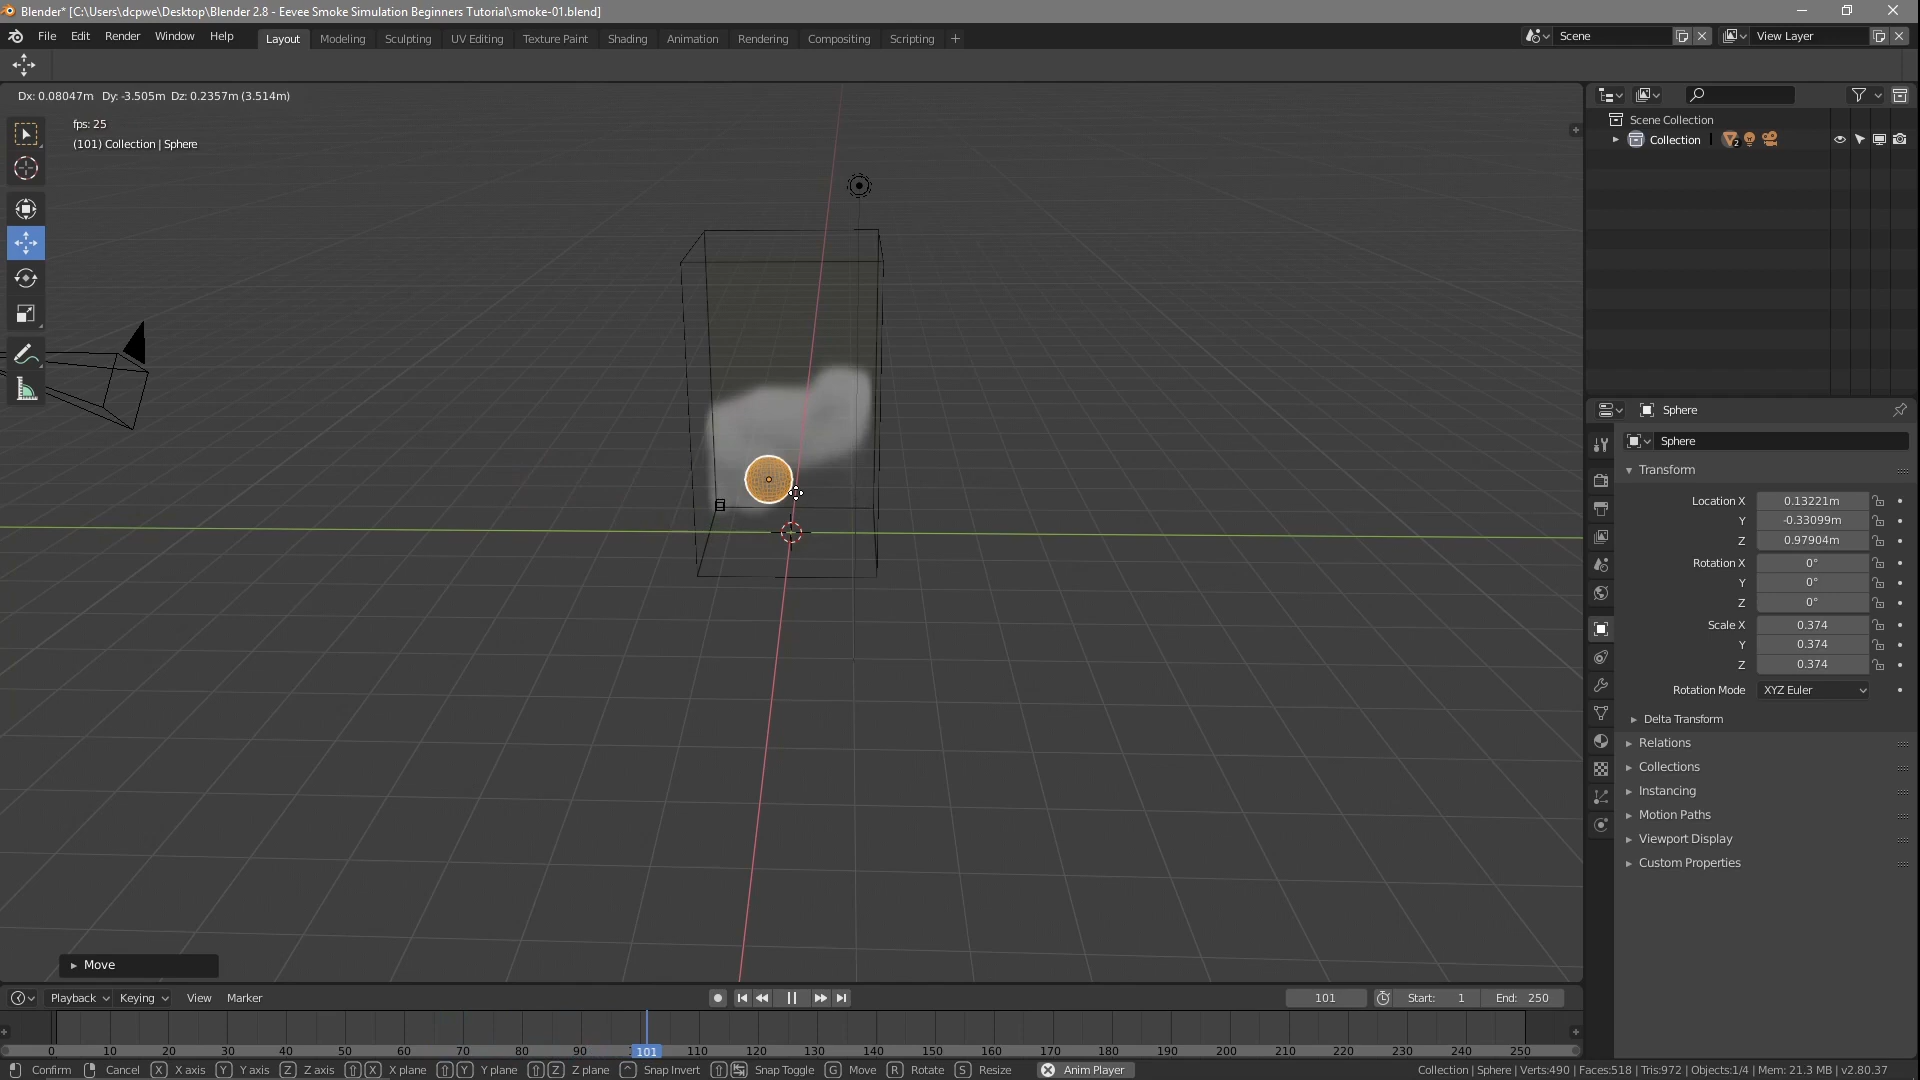 Blender* [C:\Users\dcpwe\Desktop\Blender 2.8 - Eevee Smoke Simulation Beginners Tutorial\smoke-01.blend]
File Edit Render Window Help Layout Modeling Sculpting UV Editing Texture Paint Shading Animation Rendering Compositing Scripting + Scene View Layer
Dx: 0.08047m Dy: -3.505m Dz: 0.2357m (3.514m)
fps: 25
(101) Collection | Sphere
Scene Collection
Collection 2
Sphere
Sphere
Transform
Location X 0.13221m
Y -0.33099m
Z 0.97904m
Rotation X 0°
Y 0°
Z 0°
Scale X 0.374
Y 0.374
Z 0.374
Rotation Mode XYZ Euler
Delta Transform
Relations
Collections
Instancing
Motion Paths
Viewport Display
Custom Properties
Move
Playback Keying View Marker 101 Start: 1 End: 250
0 10 20 30 40 50 60 70 80 90 101 110 120 130 140 150 160 170 180 190 200 210 220 230 240 250
Confirm Cancel X X axis Y Y axis Z Z axis X X plane Y Y plane Z Z plane ^ Snap Invert Snap Toggle G Move R Rotate S Resize Anim Player Collection | Sphere | Verts:490 | Faces:518 | Tris:972 | Objects:1/4 | Mem: 21.3 MB | v2.80.37